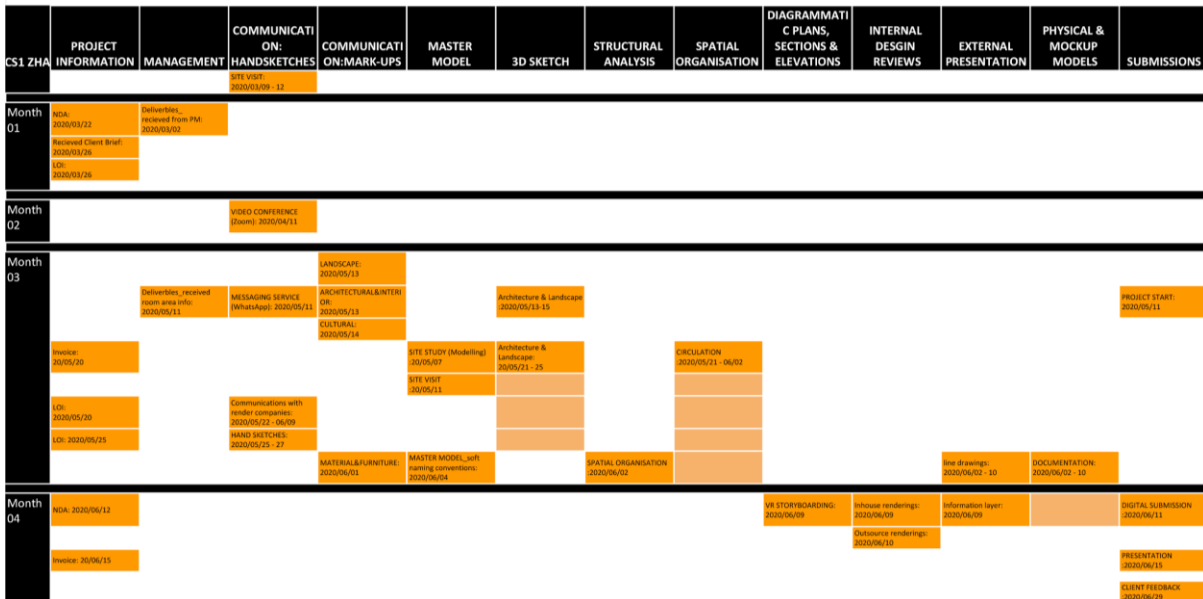 CS1 ZHA
PROJECT
INFORMATION
MANAGEMENT
COMMUNICATI
ON:
HANDSKETCHES
COMMUNICATI
ON:MARK-UPS
MASTER
MODEL
3D SKETCH
STRUCTURAL
ANALYSIS
SPATIAL
ORGANISATION
DIAGRAMMATI
C PLANS,
SECTIONS &
ELEVATIONS
INTERNAL
DESGIN
REVIEWS
EXTERNAL
PRESENTATION
PHYSICAL &
MOCKUP
MODELS
SUBMISSIONS
SITE VISIT:
2020/03/09 - 12
Month
01
NDA:
2020/03/22
Deliverbles_
recieved from PM:
2020/03/02
Recieved Client Brief:
2020/03/26
LOI:
2020/03/26
Month
02
VIDEO CONFERENCE
(Zoom): 2020/04/11
Month
03
LANDSCAPE:
2020/05/13
Deliverbles_received
room area info:
2020/05/11
MESSAGING SERVICE
(WhatsApp): 2020/05/11
ARCHITECTURAL&INTERI
OR:
2020/05/13
Architecture & Landscape
:2020/05/13-15
PROJECT START:
2020/05/11
CULTURAL:
2020/05/14
Invoice:
20/05/20
SITE STUDY (Modelling)
:20/05/07
Architecture &
Landscape:
20/05/21 - 25
CIRCULATION
:2020/05/21 - 06/02
SITE VISIT
:20/05/11
LOI:
2020/05/20
Communications with
render companies:
2020/05/22 - 06/09
LOI: 2020/05/25
HAND SKETCHES:
2020/05/25 - 27
MATERIAL&FURNITURE:
2020/06/01
MASTER MODEL_soft
naming conventions:
2020/06/04
SPATIAL ORGANISATION
:2020/06/02
line drawings:
2020/06/02 - 10
DOCUMENTATION:
2020/06/02 - 10
Month
04
NDA: 2020/06/12
VR STORYBOARDING:
2020/06/09
Inhouse renderings:
2020/06/09
Information layer:
2020/06/09
DIGITAL SUBMISSION
:2020/06/11
Outsource renderings:
2020/06/10
Invoice: 20/06/15
PRESENTATION
:2020/06/15
CLIENT FEEDBACK
:2020/06/29